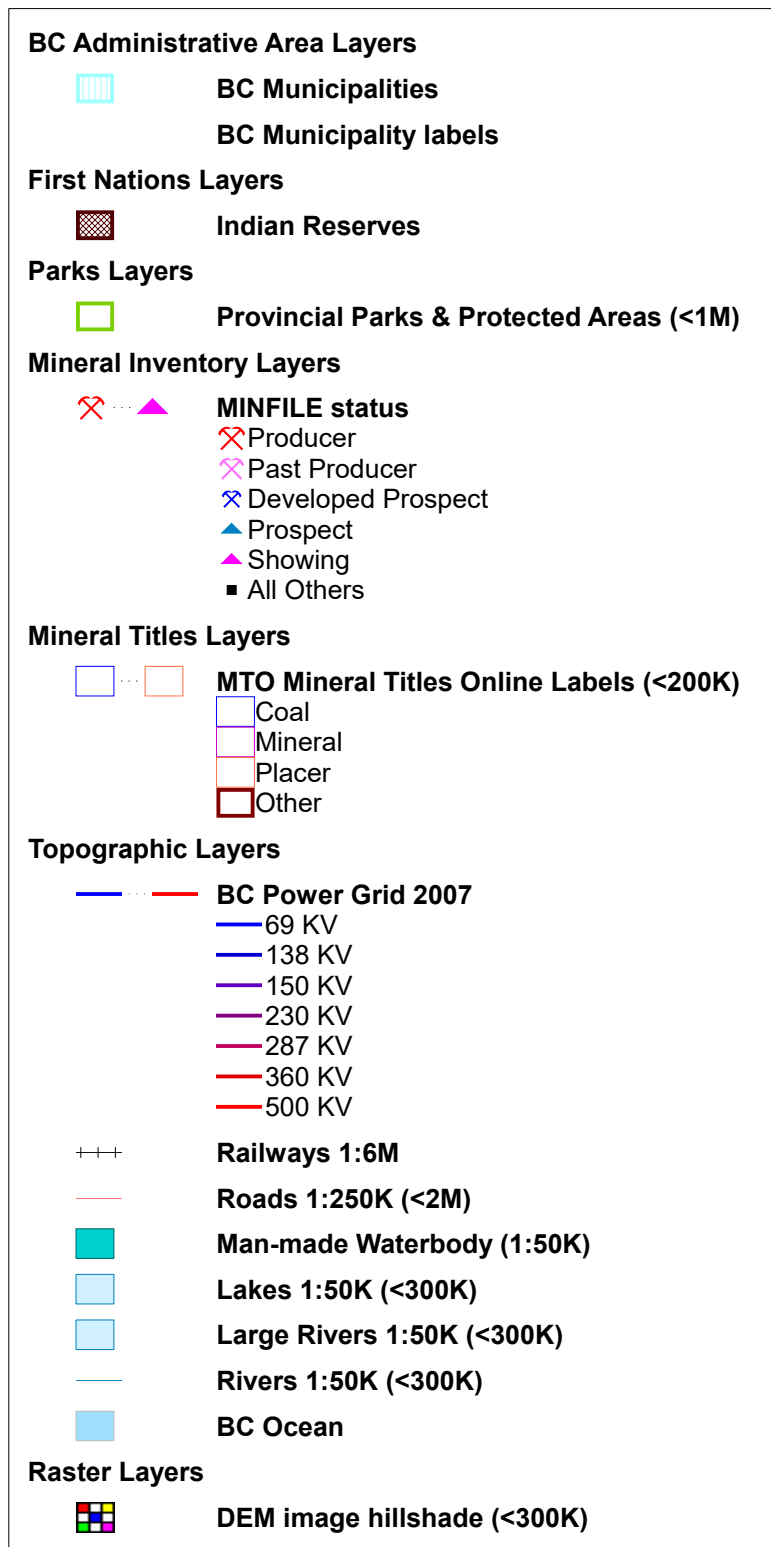 BC Administrative Area Layers
BC Municipalities
BC Municipality labels
First Nations Layers
Indian Reserves
Parks Layers
Provincial Parks & Protected Areas (<1M)
Mineral Inventory Layers
MINFILE status
Producer
Past Producer
Developed Prospect
Prospect
Showing
All Others
Mineral Titles Layers
MTO Mineral Titles Online Labels (<200K)
Coal
Mineral
Placer
Other
Topographic Layers
BC Power Grid 2007
69 KV
138 KV
150 KV
230 KV
287 KV
360 KV
500 KV
Railways 1:6M
Roads 1:250K (<2M)
Man-made Waterbody (1:50K)
Lakes 1:50K (<300K)
Large Rivers 1:50K (<300K)
Rivers 1:50K (<300K)
BC Ocean
Raster Layers
DEM image hillshade (<300K)